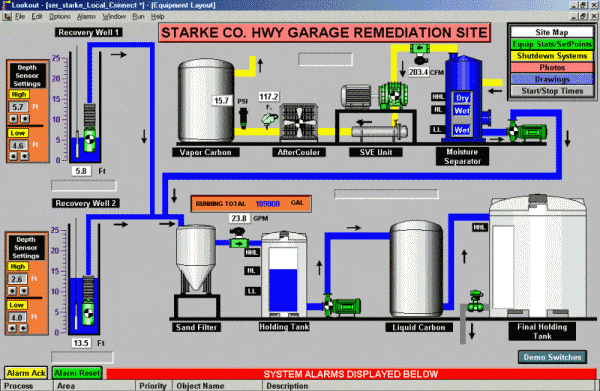 Lookout - [ser_starke_Local_Connect *] - [Equipment Layout]
File Edit Options Alarms Window Run Help
STARKE CO. HWY GARAGE REMEDIATION SITE
Site Map
Equip Stats/SetPoints
Shutdown Systems
Photos
Drawings
Start/Stop Times
Recovery Well 1
Depth
Sensor
Settings
High
5.7 Ft
Low
4.6 Ft
25
20
15
10
5
0
5.8 Ft
15.7 PSI
117.2
F.
203.4 CFM
HHL
HL
LL
Dry
Wet
Wet
Vapor Carbon
AfterCooler
SVE Unit
Moisture
Separator
Recovery Well 2
Depth
Sensor
Settings
High
2.6 Ft
Low
4.0 Ft
25
20
15
10
5
0
13.5 Ft
RUNNING TOTAL 189000 GAL
23.8 GPM
HHL
HL
LL
HHL
HL
Sand Filter
Holding Tank
Liquid Carbon
Final Holding
Tank
Demo Switches
Alarm Ack
Alarm Reset
SYSTEM ALARMS DISPLAYED BELOW
Process Area Priority Object Name Description